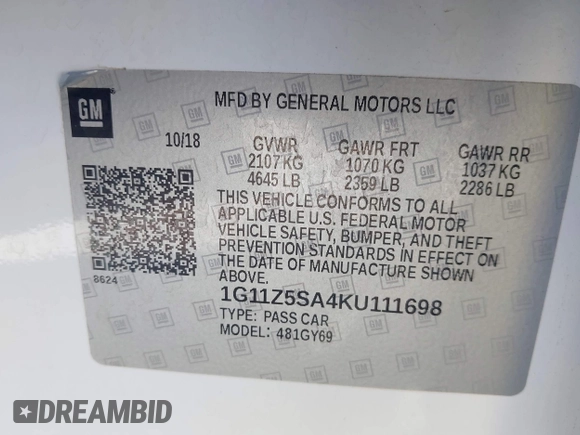 GM
MFD BY GENERAL MOTORS LLC
10/18
GVWR GAWR FRT GAWR RR
2107 KG 1070 KG 1037 KG
4645 LB 2359 LB 2286 LB
THIS VEHICLE CONFORMS TO ALL
APPLICABLE U.S. FEDERAL MOTOR
VEHICLE SAFETY, BUMPER, AND THEFT
PREVENTION STANDARDS IN EFFECT ON
THE DATE OF MANUFACTURE SHOWN
ABOVE.
8624
1G11Z5SA4KU111698
TYPE: PASS CAR
MODEL: 481GY69
DREAMBID